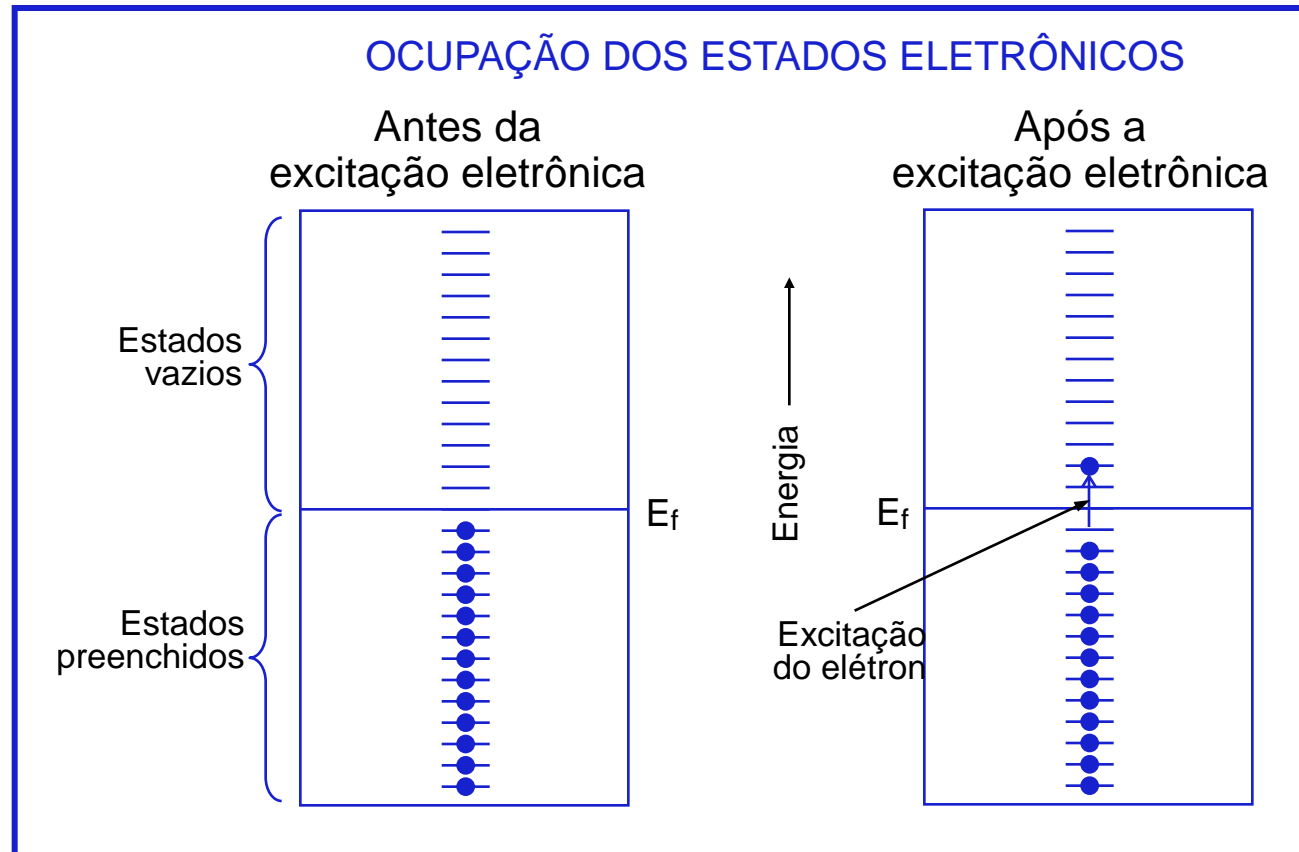 OCUPAÇÃO DOS ESTADOS ELETRÔNICOS
Antes da
excitação eletrônica
Após a
excitação eletrônica
Estados
vazios
Energia
Ef
Ef
Estados
preenchidos
Excitação
do elétron